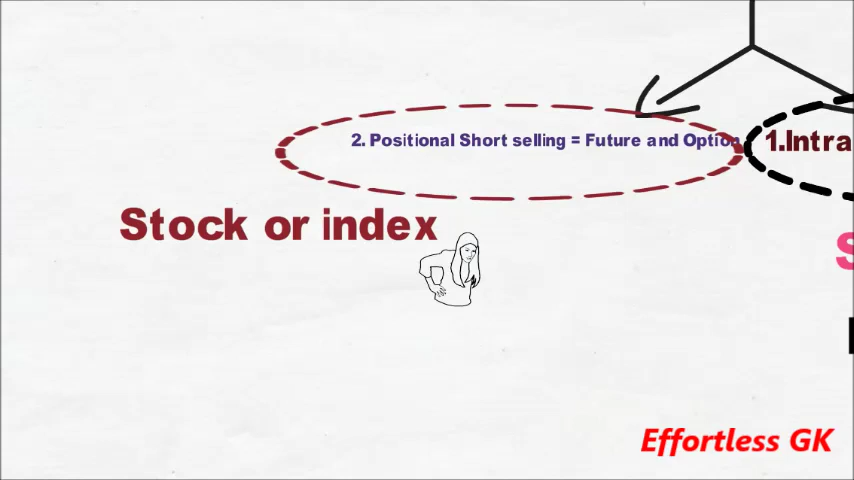 2. Positional Short selling = Future and Option
1.Intra
Stock or index
Effortless GK